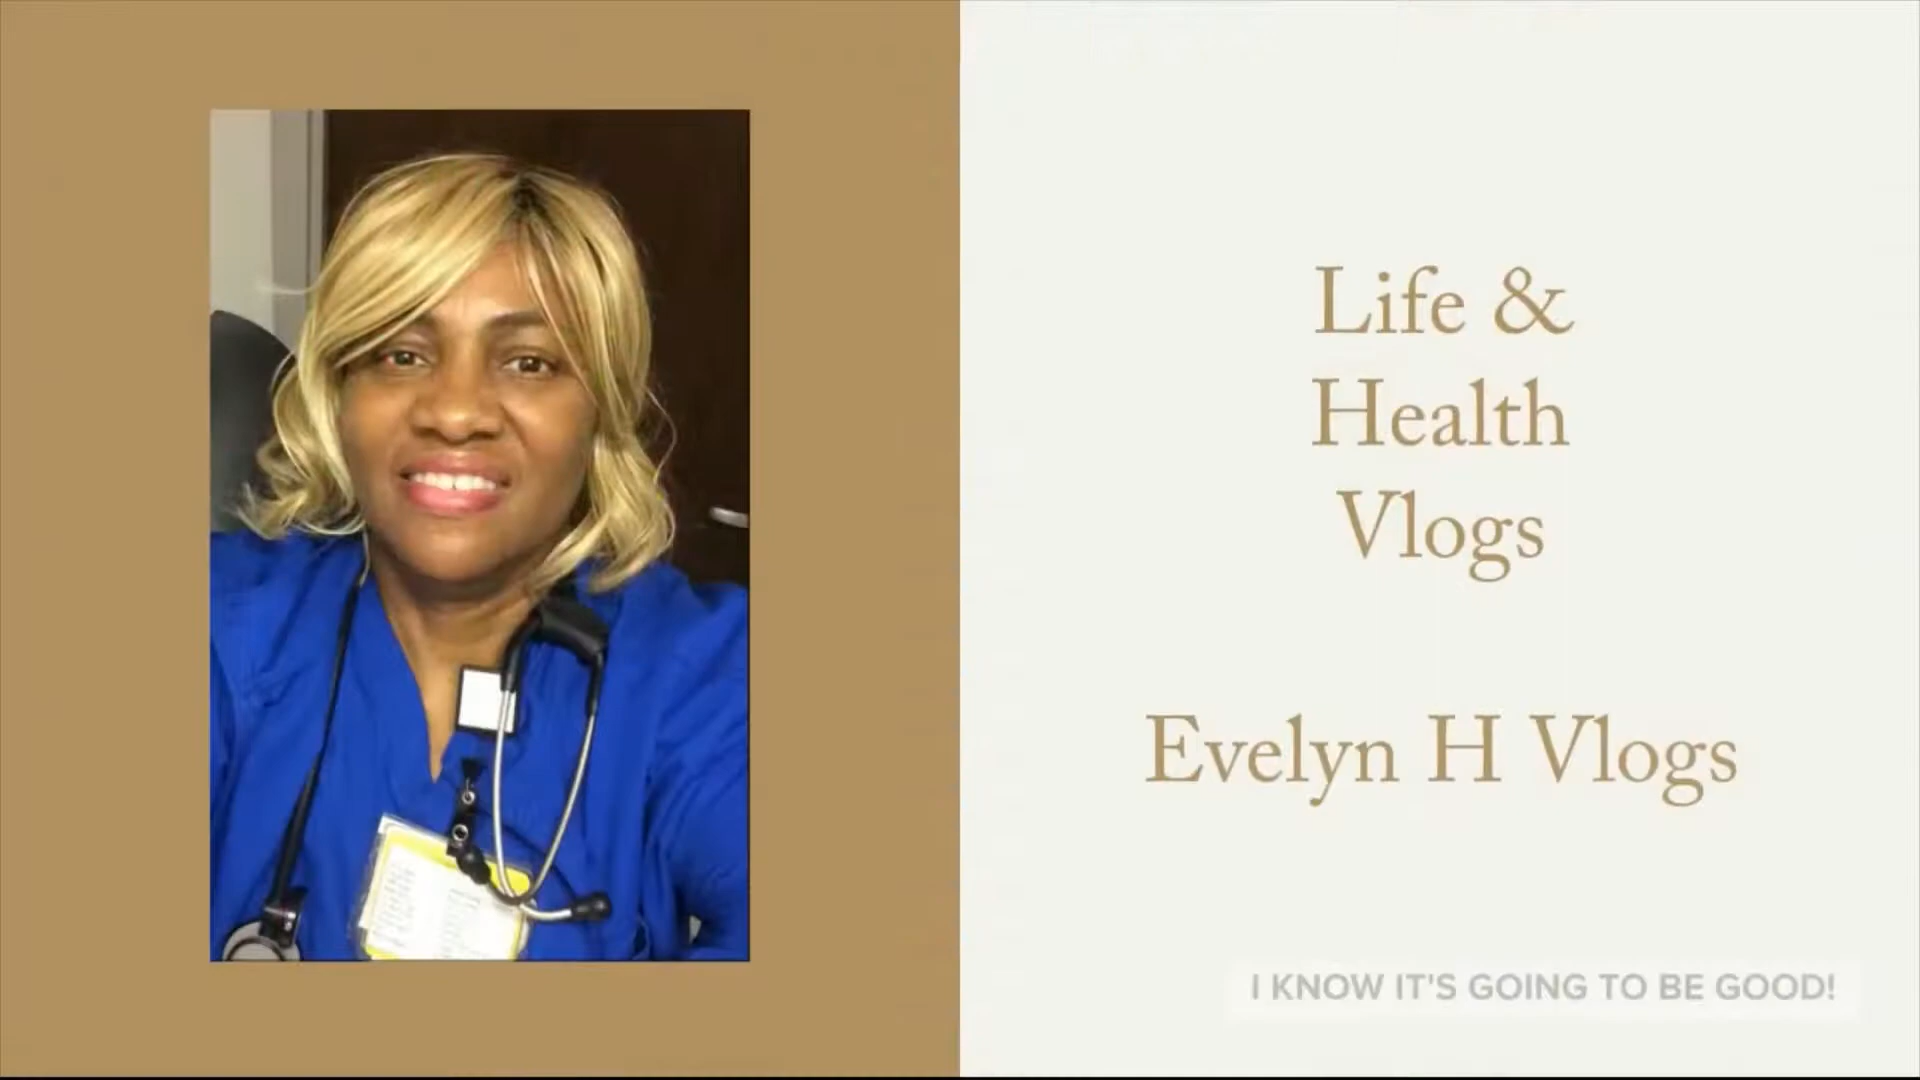 Life &
Health
Vlogs
Evelyn H Vlogs
I KNOW IT'S GOING TO BE GOOD!